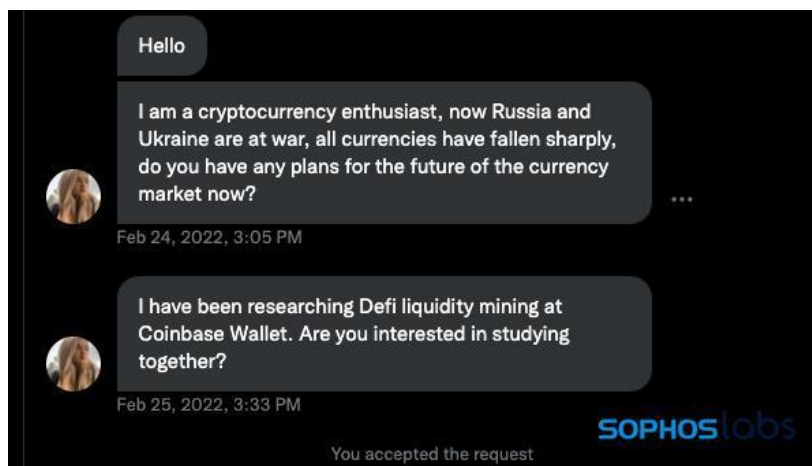 Hello
I am a cryptocurrency enthusiast, now Russia and
Ukraine are at war, all currencies have fallen sharply,
do you have any plans for the future of the currency
market now?
Feb 24, 2022, 3:05 PM
I have been researching Defi liquidity mining at
Coinbase Wallet. Are you interested in studying
together?
Feb 25, 2022, 3:33 PM
SOPHOSlabs
You accepted the request